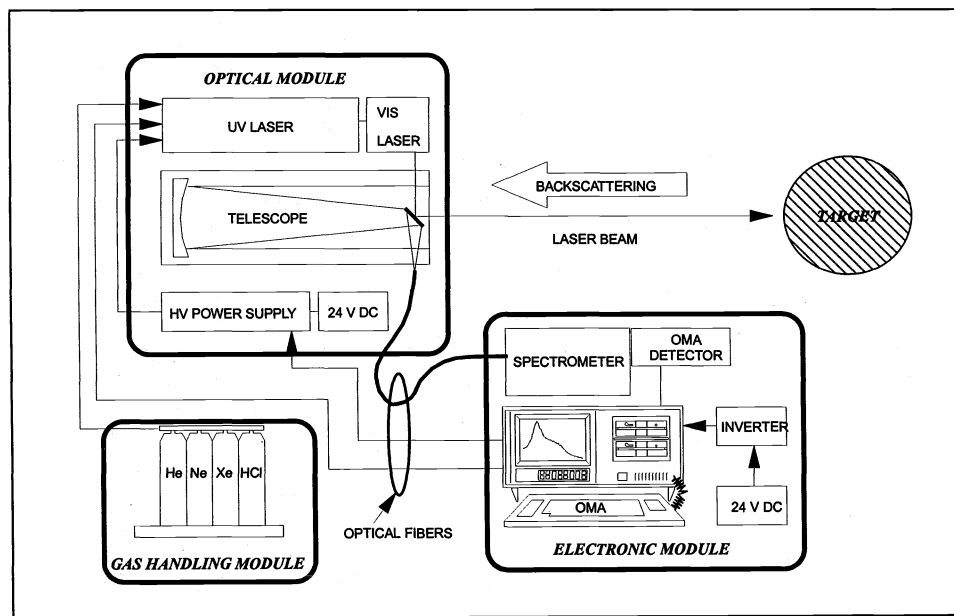 OPTICAL MODULE
UV LASER
VIS
LASER
TELESCOPE
BACKSCATTERING
LASER BEAM
TARGET
HV POWER SUPPLY
24 V DC
SPECTROMETER
OMA
DETECTOR
INVERTER
24 V DC
OMA
ELECTRONIC MODULE
OPTICAL FIBERS
He Ne Xe HCl
GAS HANDLING MODULE